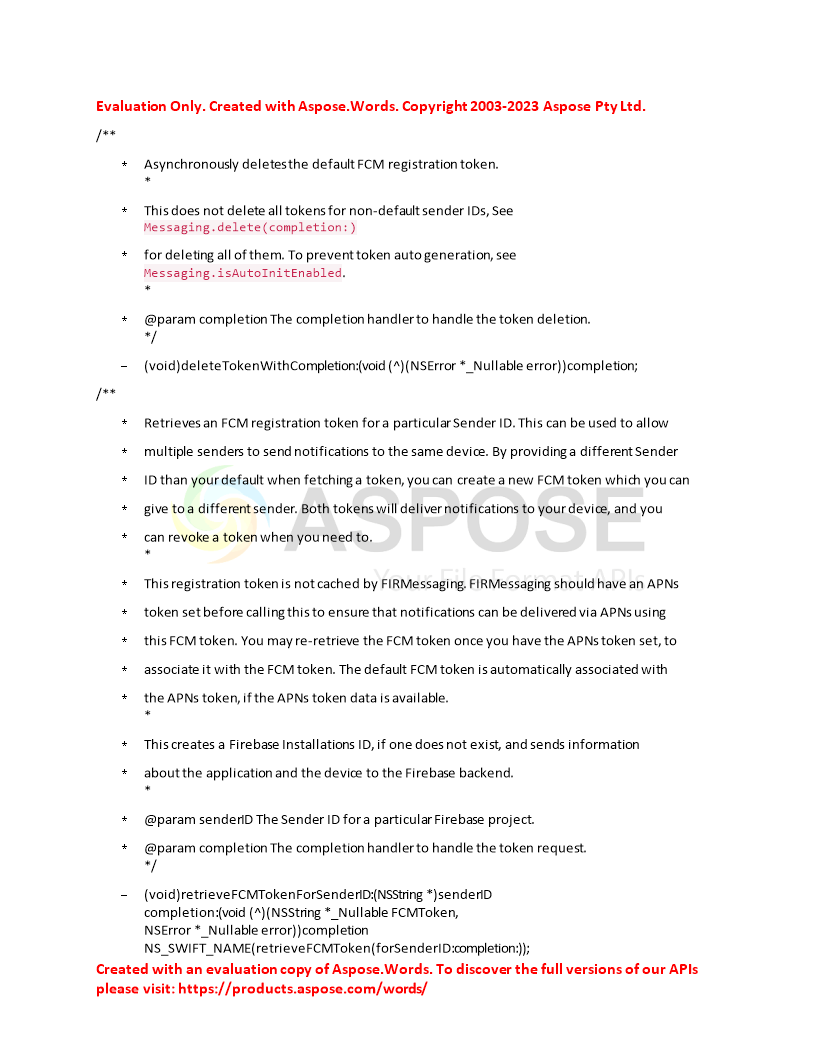 Evaluation Only. Created with Aspose.Words. Copyright 2003-2023 Aspose Pty Ltd.
/**
* Asynchronously deletes the default FCM registration token.
*
* This does not delete all tokens for non-default sender IDs, See
Messaging.delete(completion:)
* for deleting all of them. To prevent token auto generation, see
Messaging.isAutoInitEnabled.
*
* @param completion The completion handler to handle the token deletion.
*/
– (void)deleteTokenWithCompletion:(void (^)(NSError *_Nullable error))completion;
/**
* Retrieves an FCM registration token for a particular Sender ID. This can be used to allow
* multiple senders to send notifications to the same device. By providing a different Sender
* ID than your default when fetching a token, you can create a new FCM token which you can
* give to a different sender. Both tokens will deliver notifications to your device, and you
* can revoke a token when you need to.
*
ASPOSE
Your File Format APIs
* This registration token is not cached by FIRMessaging. FIRMessaging should have an APNs
* token set before calling this to ensure that notifications can be delivered via APNs using
* this FCM token. You may re-retrieve the FCM token once you have the APNs token set, to
* associate it with the FCM token. The default FCM token is automatically associated with
* the APNs token, if the APNs token data is available.
*
* This creates a Firebase Installations ID, if one does not exist, and sends information
* about the application and the device to the Firebase backend.
*
* @param senderID The Sender ID for a particular Firebase project.
* @param completion The completion handler to handle the token request.
*/
– (void)retrieveFCMTokenForSenderID:(NSString *)senderID
completion:(void (^)(NSString *_Nullable FCMToken,
NSError *_Nullable error))completion
NS_SWIFT_NAME(retrieveFCMToken(forSenderID:completion:));
Created with an evaluation copy of Aspose.Words. To discover the full versions of our APIs
please visit: https://products.aspose.com/words/